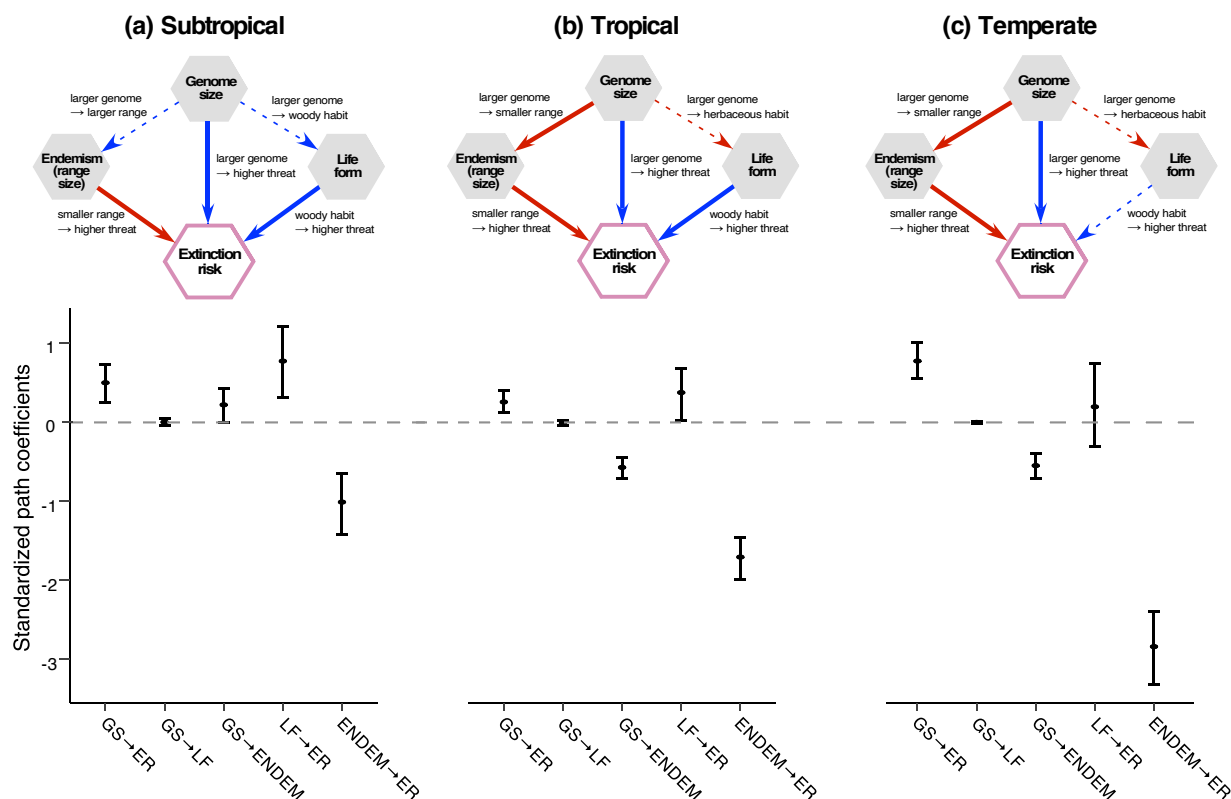 (a) Subtropical
Genome
size
larger genome
→ larger range
larger genome
→ woody habit
Endemism
(range
size)
larger genome
→ higher threat
Life
form
smaller range
→ higher threat
woody habit
→ higher threat
Extinction
risk
(b) Tropical
Genome
size
larger genome
→ smaller range
larger genome
→ herbaceous habit
Endemism
(range
size)
larger genome
→ higher threat
Life
form
smaller range
→ higher threat
woody habit
→ higher threat
Extinction
risk
(c) Temperate
Genome
size
larger genome
→ smaller range
larger genome
→ herbaceous habit
Endemism
(range
size)
larger genome
→ higher threat
Life
form
smaller range
→ higher threat
woody habit
→ higher threat
Extinction
risk
Standardized path coefficients
1
0
-1
-2
-3
GS→ER
GS→LF
GS→ENDEM
LF→ER
ENDEM→ER
GS→ER
GS→LF
GS→ENDEM
LF→ER
ENDEM→ER
GS→ER
GS→LF
GS→ENDEM
LF→ER
ENDEM→ER